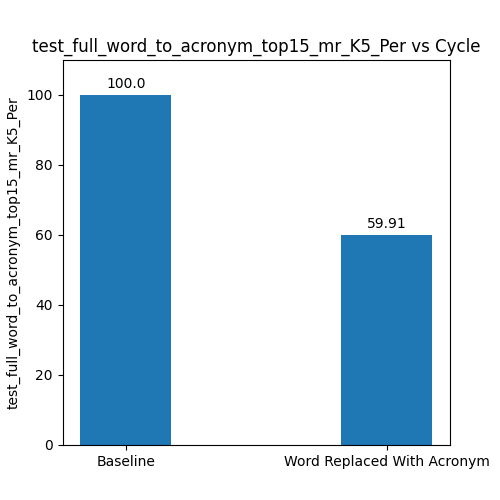 test_full_word_to_acronym_top15_mr_K5_Per vs Cycle
test_full_word_to_acronym_top15_mr_K5_Per
100
80
60
40
20
0
100.0
59.91
Baseline
Word Replaced With Acronym